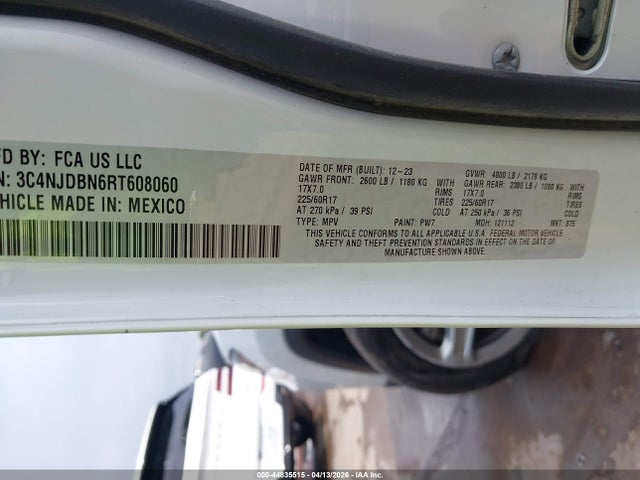 D BY: FCA US LLC
N: 3C4NJDBN6RT608060
VEHICLE MADE IN: MEXICO
DATE OF MFR (BUILT): 12-23
GAWR FRONT: 2600 LB / 1180 KG
17X7.0
225/60R17
AT 270 kPa / 39 PSI
TYPE: MPV
GVWR: 4800 LB / 2179 KG
GAWR REAR: 2380 LB / 1080 KG
RIMS 17X7.0 RIMS
TIRES 225/60R17 TIRES
COLD AT 250 kPa / 36 PSI COLD
PAINT: PW7 MDH: 121112 MKT: 875
THIS VEHICLE CONFORMS TO ALL APPLICABLE U.S.A. FEDERAL MOTOR VEHICLE
SAFETY AND THEFT PREVENTION STANDARDS IN EFFECT ON THE DATE OF
MANUFACTURE SHOWN ABOVE.
000-44835515 | 04/13/2026 | IAA Inc.